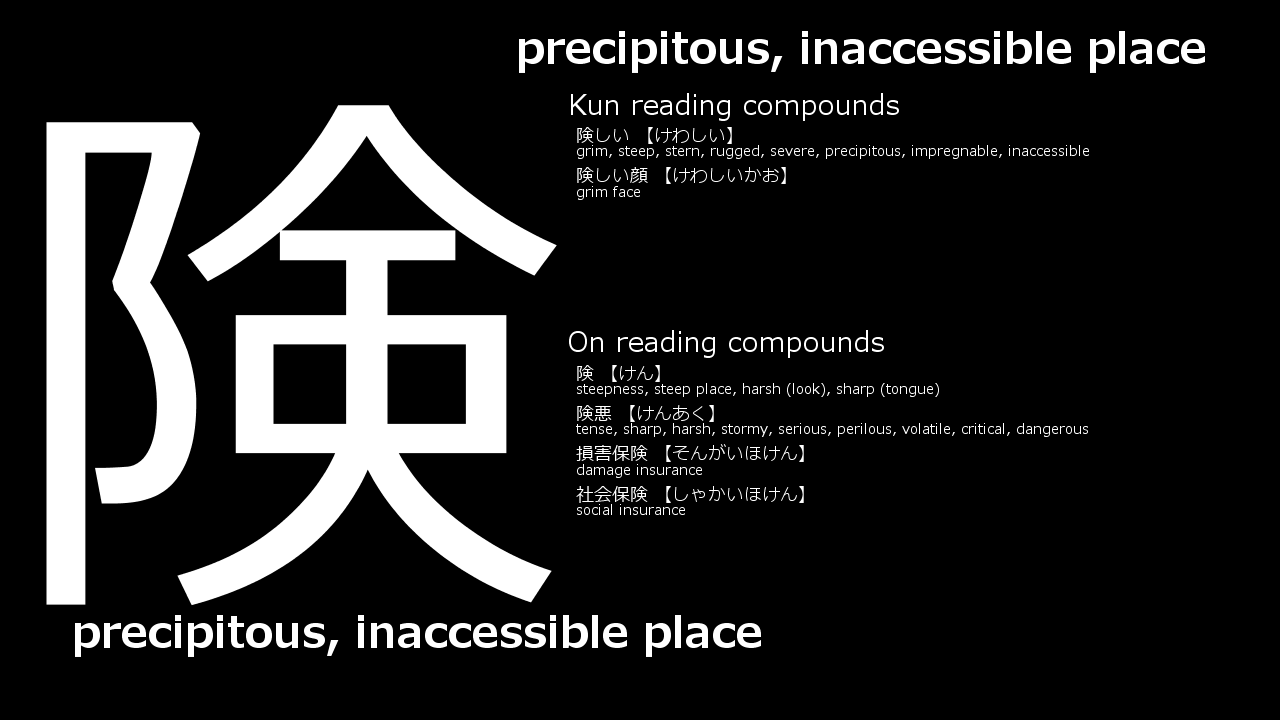 precipitous, inaccessible place
険
Kun reading compounds
険しい 【けわしい】
grim, steep, stern, rugged, severe, precipitous, impregnable, inaccessible
険しい顔 【けわしいかお】
grim face
On reading compounds
険 【けん】
steepness, steep place, harsh (look), sharp (tongue)
険悪 【けんあく】
tense, sharp, harsh, stormy, serious, perilous, volatile, critical, dangerous
損害保険 【そんがいほけん】
damage insurance
社会保険 【しゃかいほけん】
social insurance
precipitous, inaccessible place